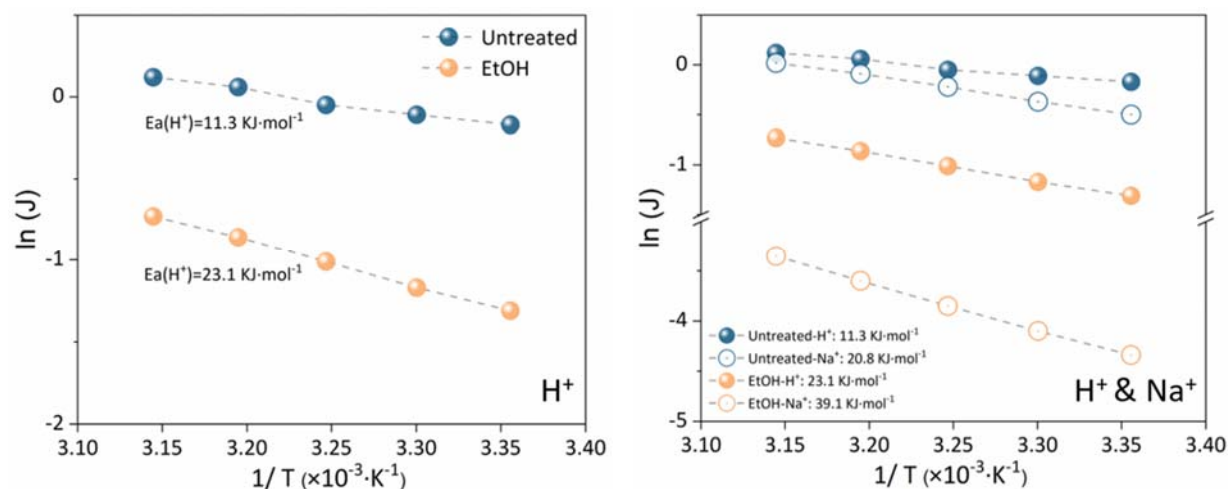 Untreated
EtOH
0
Ea(H⁺)=11.3 KJ·mol⁻¹
ln (J)
-1
Ea(H⁺)=23.1 KJ·mol⁻¹
H⁺
-2
3.10 3.15 3.20 3.25 3.30 3.35 3.40
1/ T (×10⁻³·K⁻¹)
0
-1
ln (J)
-4
Untreated-H⁺: 11.3 KJ·mol⁻¹
Untreated-Na⁺: 20.8 KJ·mol⁻¹
EtOH-H⁺: 23.1 KJ·mol⁻¹
EtOH-Na⁺: 39.1 KJ·mol⁻¹
H⁺ & Na⁺
-5
3.10 3.15 3.20 3.25 3.30 3.35 3.40
1/ T (×10⁻³·K⁻¹)